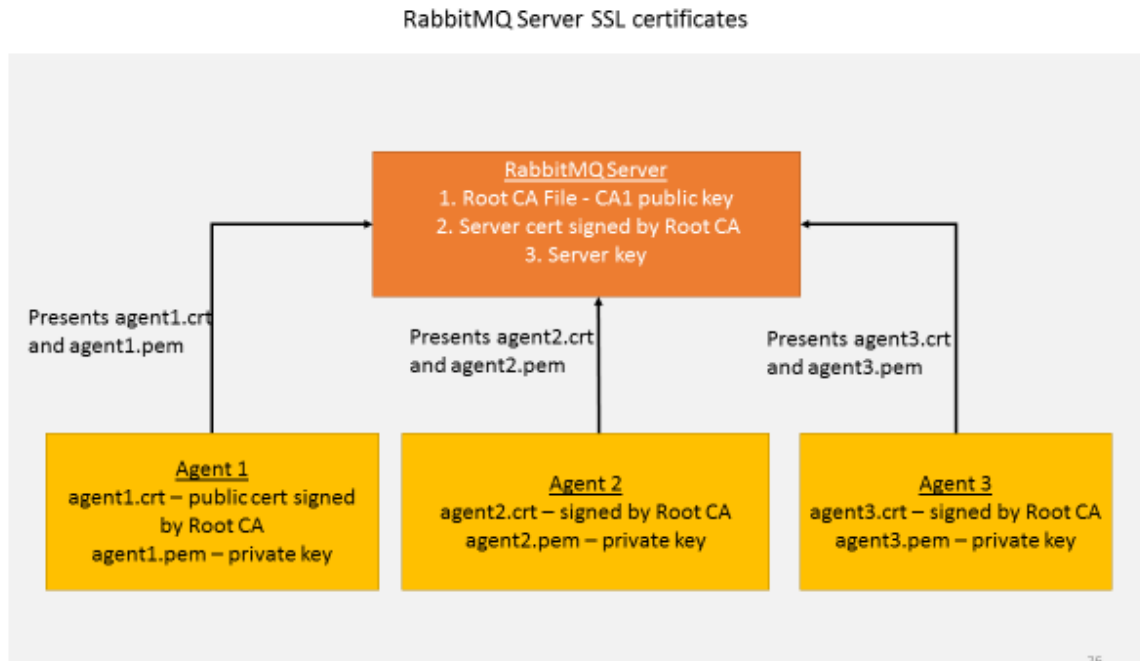 RabbitMQ Server SSL certificates
RabbitMQ Server
1. Root CA File - CA1 public key
2. Server cert signed by Root CA
3. Server key
Presents agent1.crt
and agent1.pem
Presents agent2.crt
and agent2.pem
Presents agent3.crt
and agent3.pem
Agent 1
agent1.crt – public cert signed
by Root CA
agent1.pem – private key
Agent 2
agent2.crt – signed by Root CA
agent2.pem – private key
Agent 3
agent3.crt – signed by Root CA
agent3.pem – private key